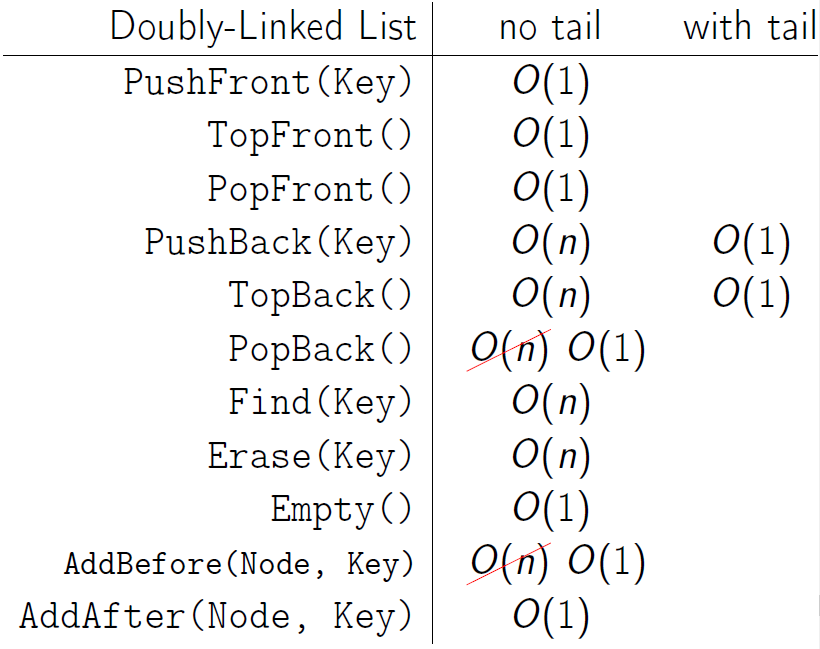 Doubly-Linked List no tail with tail
PushFront(Key) O(1)
TopFront() O(1)
PopFront() O(1)
PushBack(Key) O(n) O(1)
TopBack() O(n) O(1)
PopBack() O(n) O(1)
Find(Key) O(n)
Erase(Key) O(n)
Empty() O(1)
AddBefore(Node, Key) O(n) O(1)
AddAfter(Node, Key) O(1)